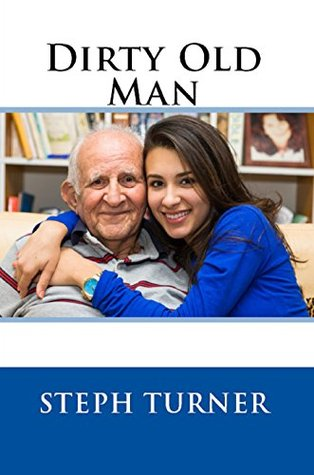 Dirty Old
Man
STEPH TURNER